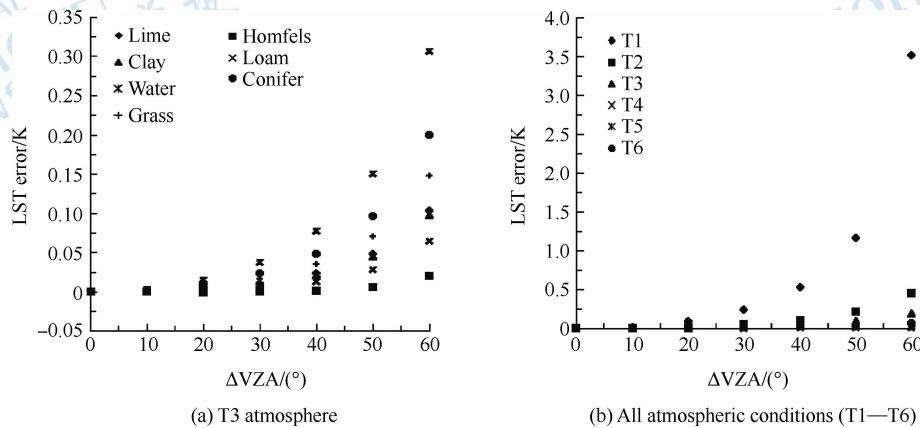 0.35
0.30
0.25
0.20
0.15
0.10
0.05
0
−0.05
LST error/K
Lime
Clay
Water
Grass
Homfels
Loam
Conifer
0 10 20 30 40 50 60
ΔVZA/(°)
(a) T3 atmosphere
4.0
3.5
3.0
2.5
2.0
1.5
1.0
0.5
0
LST error/K
T1
T2
T3
T4
T5
T6
0 10 20 30 40 50 60
ΔVZA/(°)
(b) All atmospheric conditions (T1—T6)